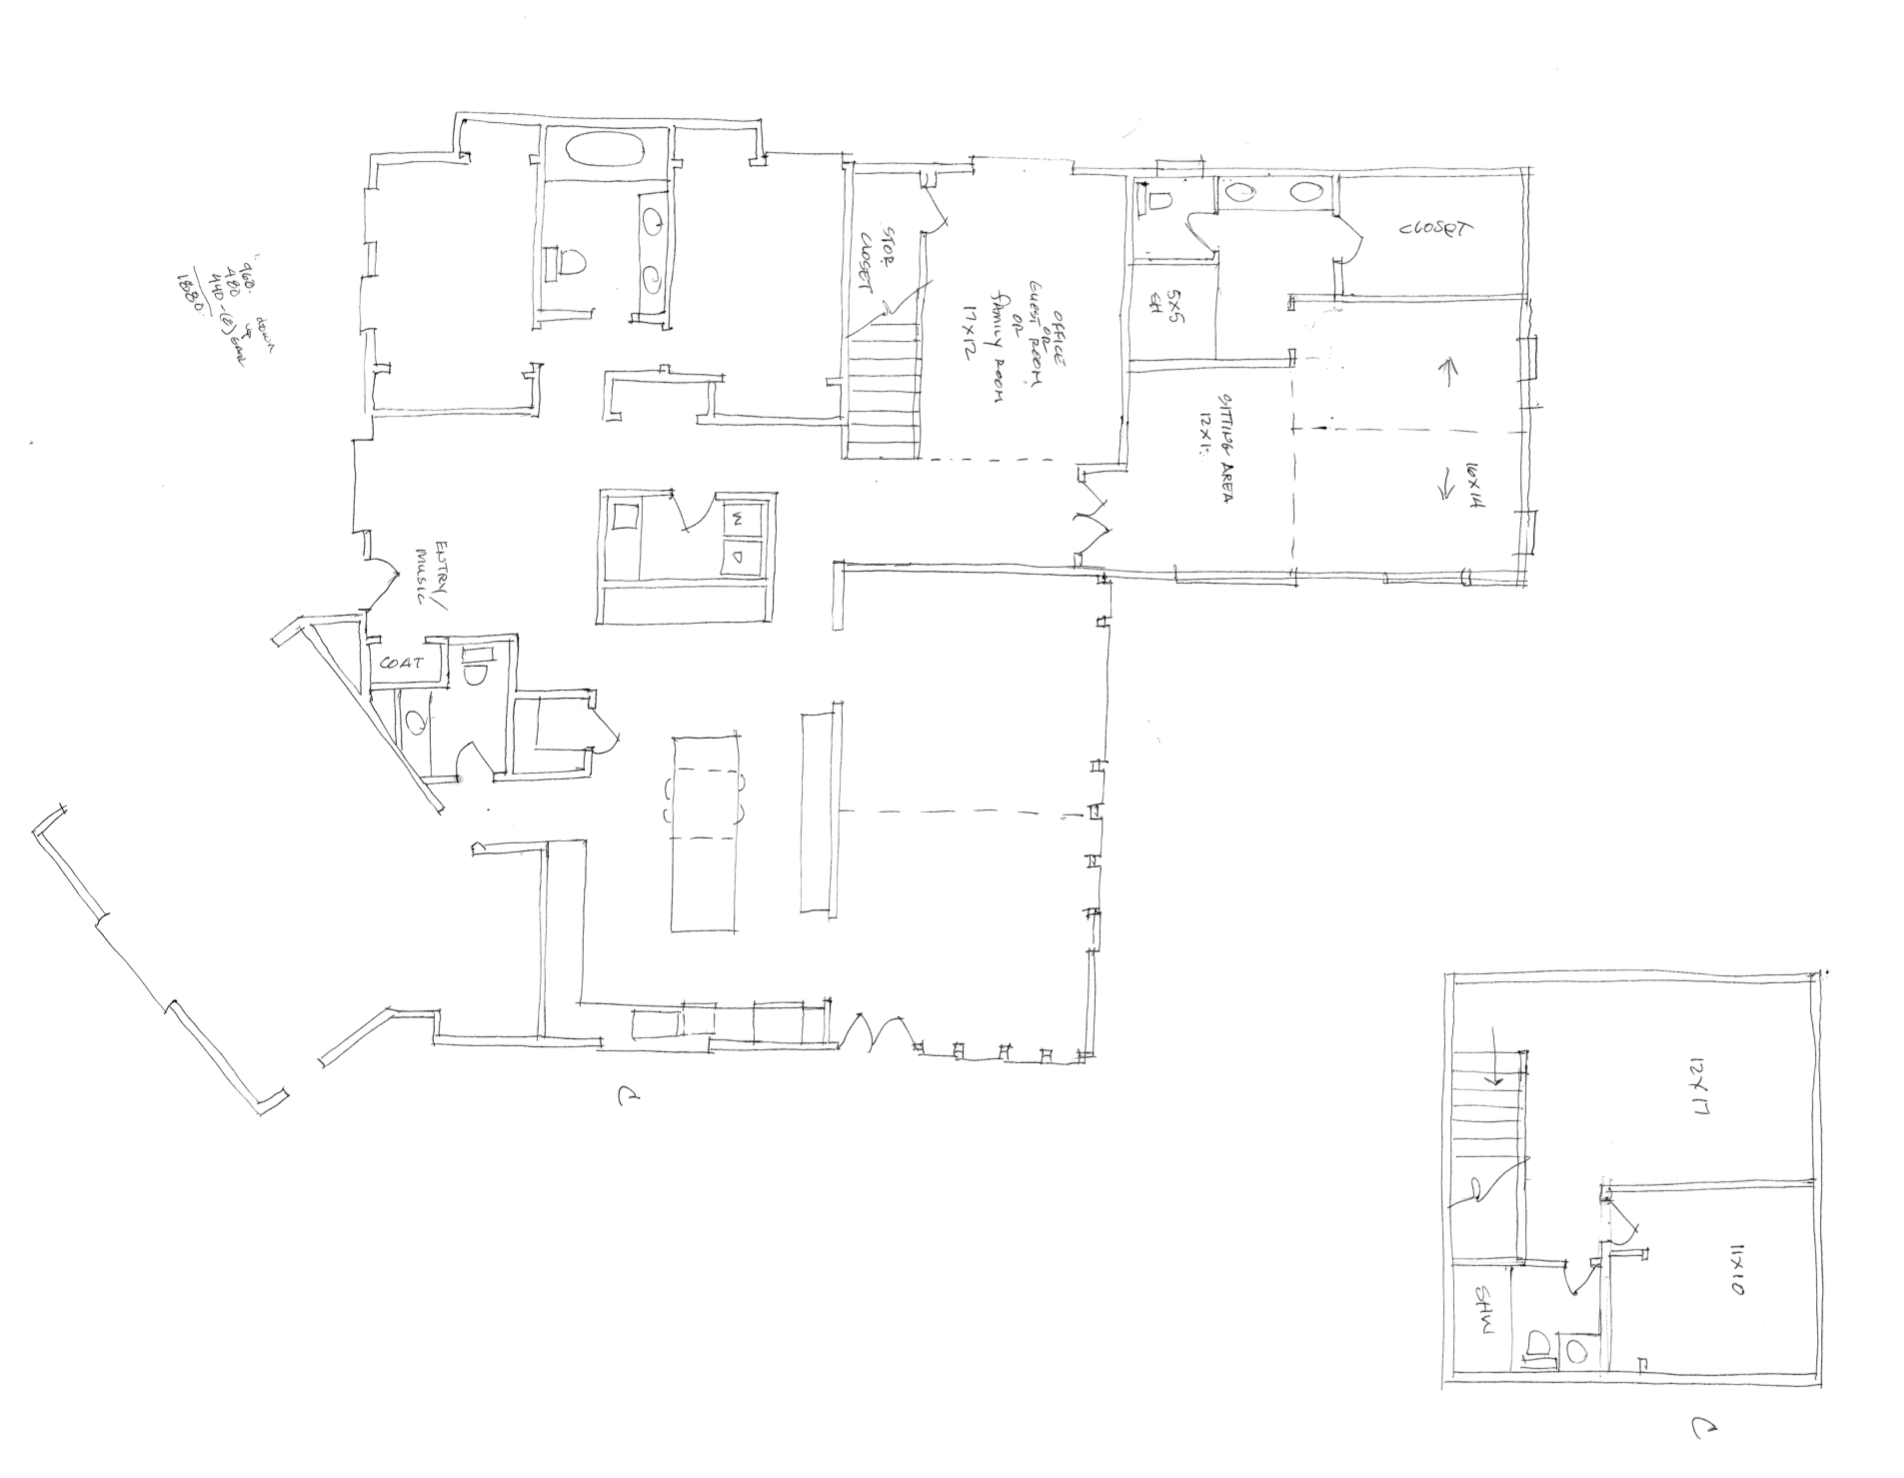 960. DOWN
480 UP
440-(2) GAR
1880.
STOR
CLOSET
OFFICE
OR
GUEST ROOM
OR
FAMILY ROOM
17X12
5X5
SH
CLOSET
SITTING AREA
12X1
16X14
ENTRY/
MUSIC
W
D
COAT
C
12X17
11X10
SHW
C